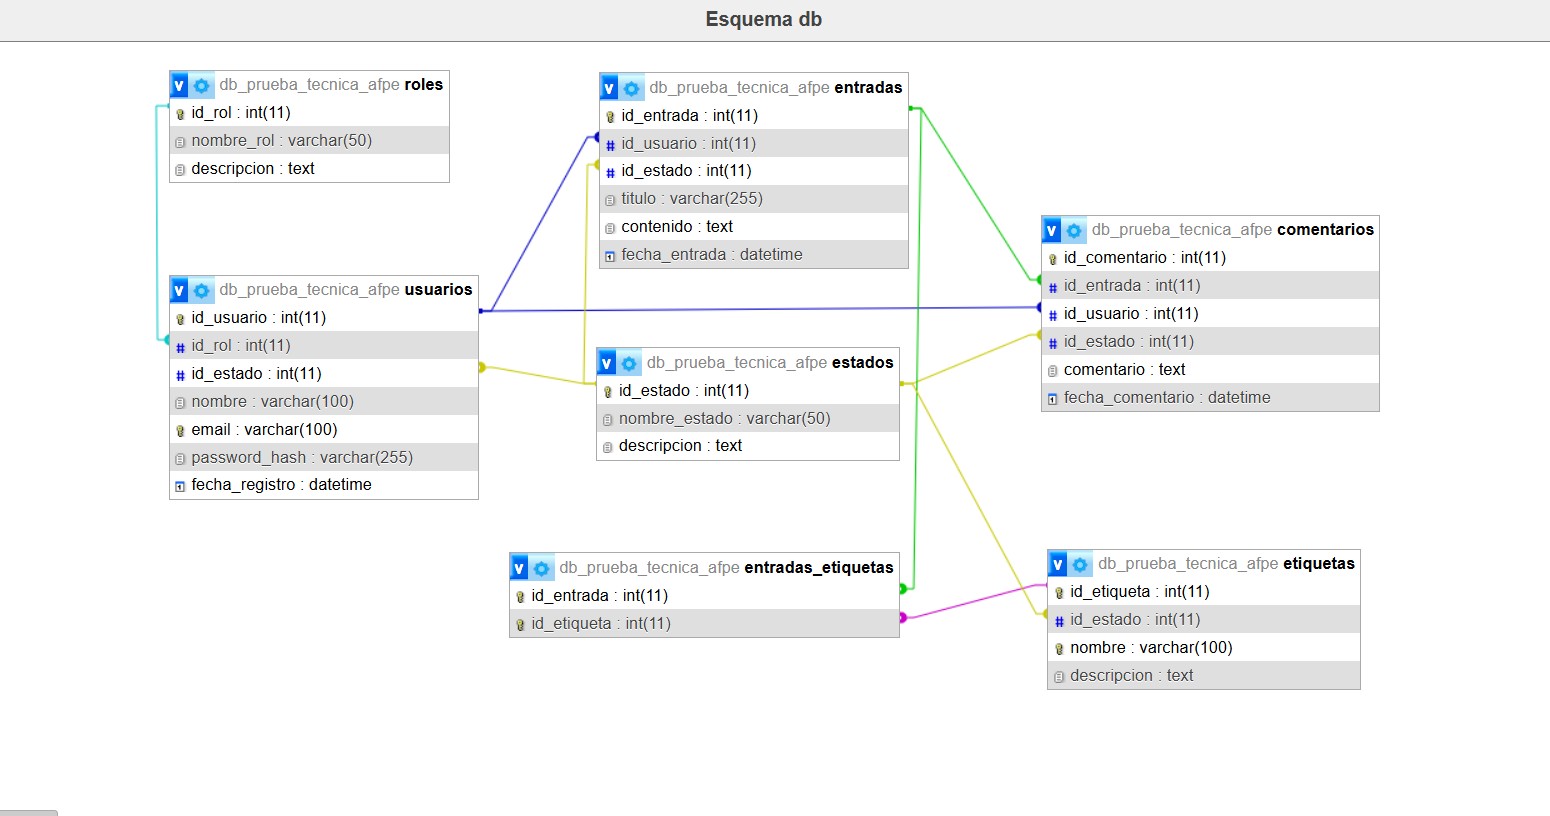 Esquema db
db_prueba_tecnica_afpe roles
id_rol : int(11)
nombre_rol : varchar(50)
descripcion : text
db_prueba_tecnica_afpe usuarios
id_usuario : int(11)
id_rol : int(11)
id_estado : int(11)
nombre : varchar(100)
email : varchar(100)
password_hash : varchar(255)
fecha_registro : datetime
db_prueba_tecnica_afpe entradas
id_entrada : int(11)
id_usuario : int(11)
id_estado : int(11)
titulo : varchar(255)
contenido : text
fecha_entrada : datetime
db_prueba_tecnica_afpe estados
id_estado : int(11)
nombre_estado : varchar(50)
descripcion : text
db_prueba_tecnica_afpe entradas_etiquetas
id_entrada : int(11)
id_etiqueta : int(11)
db_prueba_tecnica_afpe comentarios
id_comentario : int(11)
id_entrada : int(11)
id_usuario : int(11)
id_estado : int(11)
comentario : text
fecha_comentario : datetime
db_prueba_tecnica_afpe etiquetas
id_etiqueta : int(11)
id_estado : int(11)
nombre : varchar(100)
descripcion : text